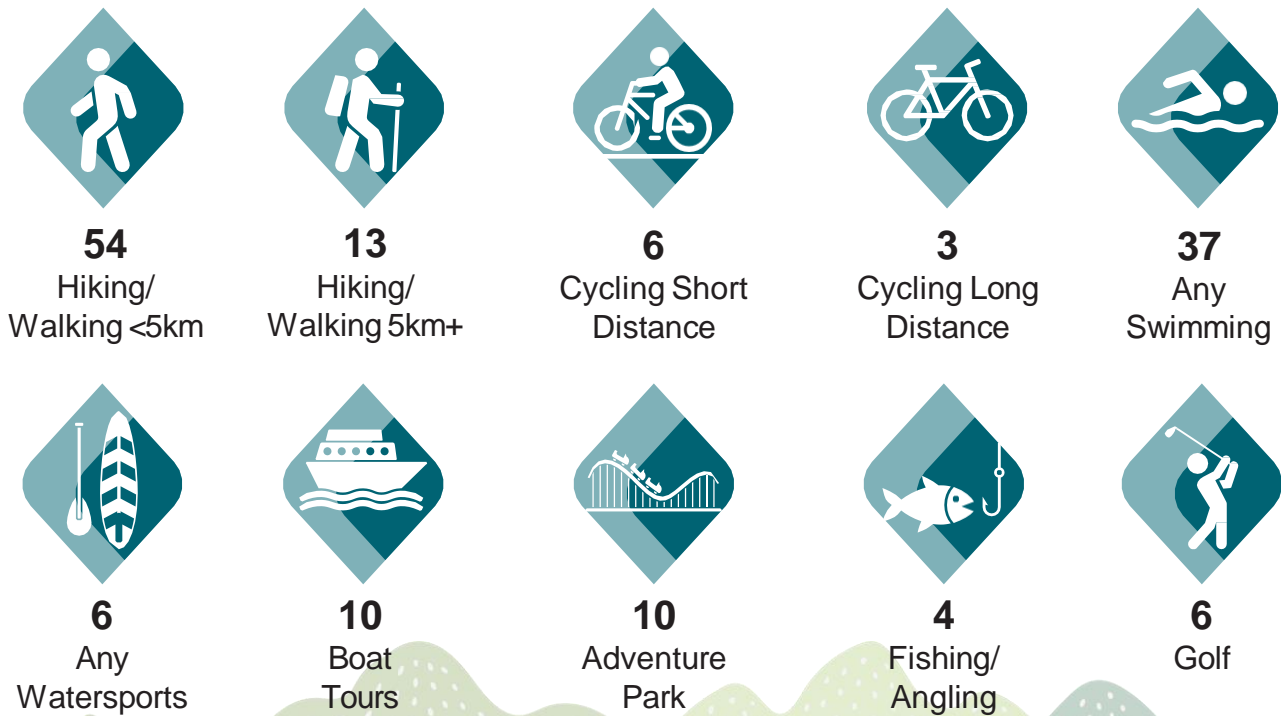 54
Hiking/
Walking <5km
13
Hiking/
Walking 5km+
6
Cycling Short
Distance
3
Cycling Long
Distance
37
Any
Swimming
6
Any
Watersports
10
Boat
Tours
10
Adventure
Park
4
Fishing/
Angling
6
Golf